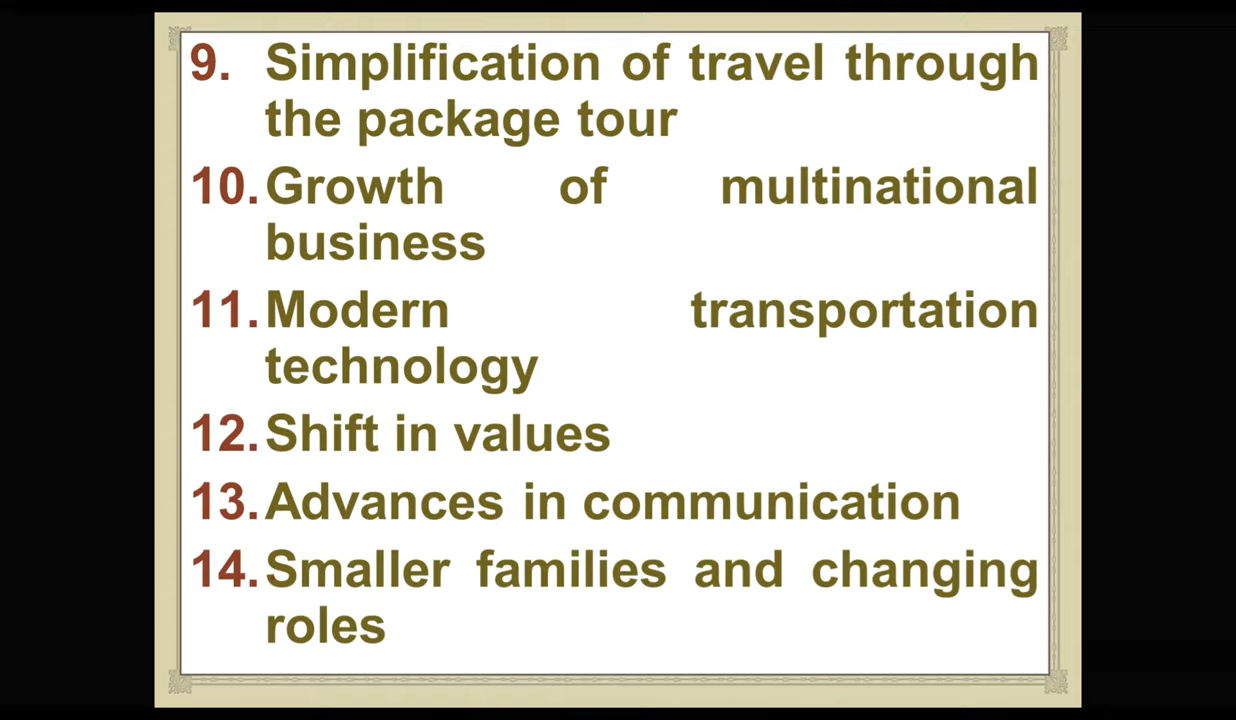 9. Simplification of travel through
the package tour
10. Growth of multinational
business
11. Modern transportation
technology
12. Shift in values
13. Advances in communication
14. Smaller families and changing
roles